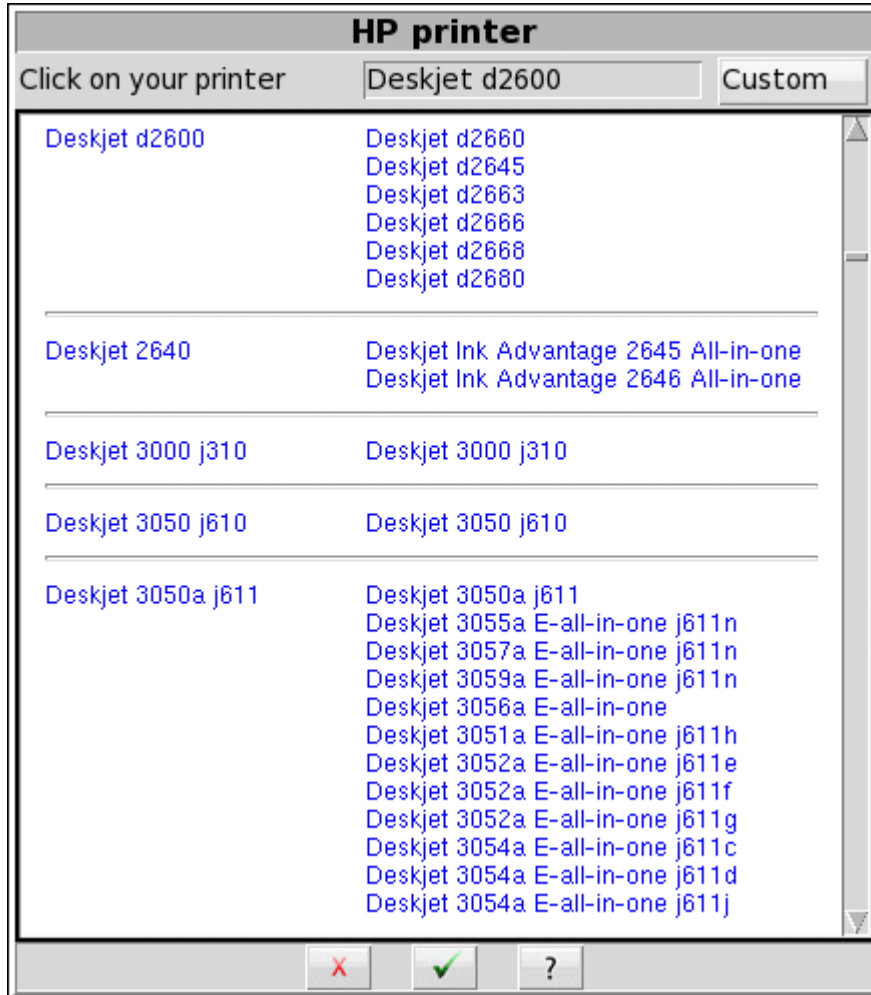 HP printer
Click on your printer Deskjet d2600 Custom
Deskjet d2600 Deskjet d2660
Deskjet d2645
Deskjet d2663
Deskjet d2666
Deskjet d2668
Deskjet d2680
Deskjet 2640 Deskjet Ink Advantage 2645 All-in-one
Deskjet Ink Advantage 2646 All-in-one
Deskjet 3000 j310 Deskjet 3000 j310
Deskjet 3050 j610 Deskjet 3050 j610
Deskjet 3050a j611 Deskjet 3050a j611
Deskjet 3055a E-all-in-one j611n
Deskjet 3057a E-all-in-one j611n
Deskjet 3059a E-all-in-one j611n
Deskjet 3056a E-all-in-one
Deskjet 3051a E-all-in-one j611h
Deskjet 3052a E-all-in-one j611e
Deskjet 3052a E-all-in-one j611f
Deskjet 3052a E-all-in-one j611g
Deskjet 3054a E-all-in-one j611c
Deskjet 3054a E-all-in-one j611d
Deskjet 3054a E-all-in-one j611j
X ✓ ?